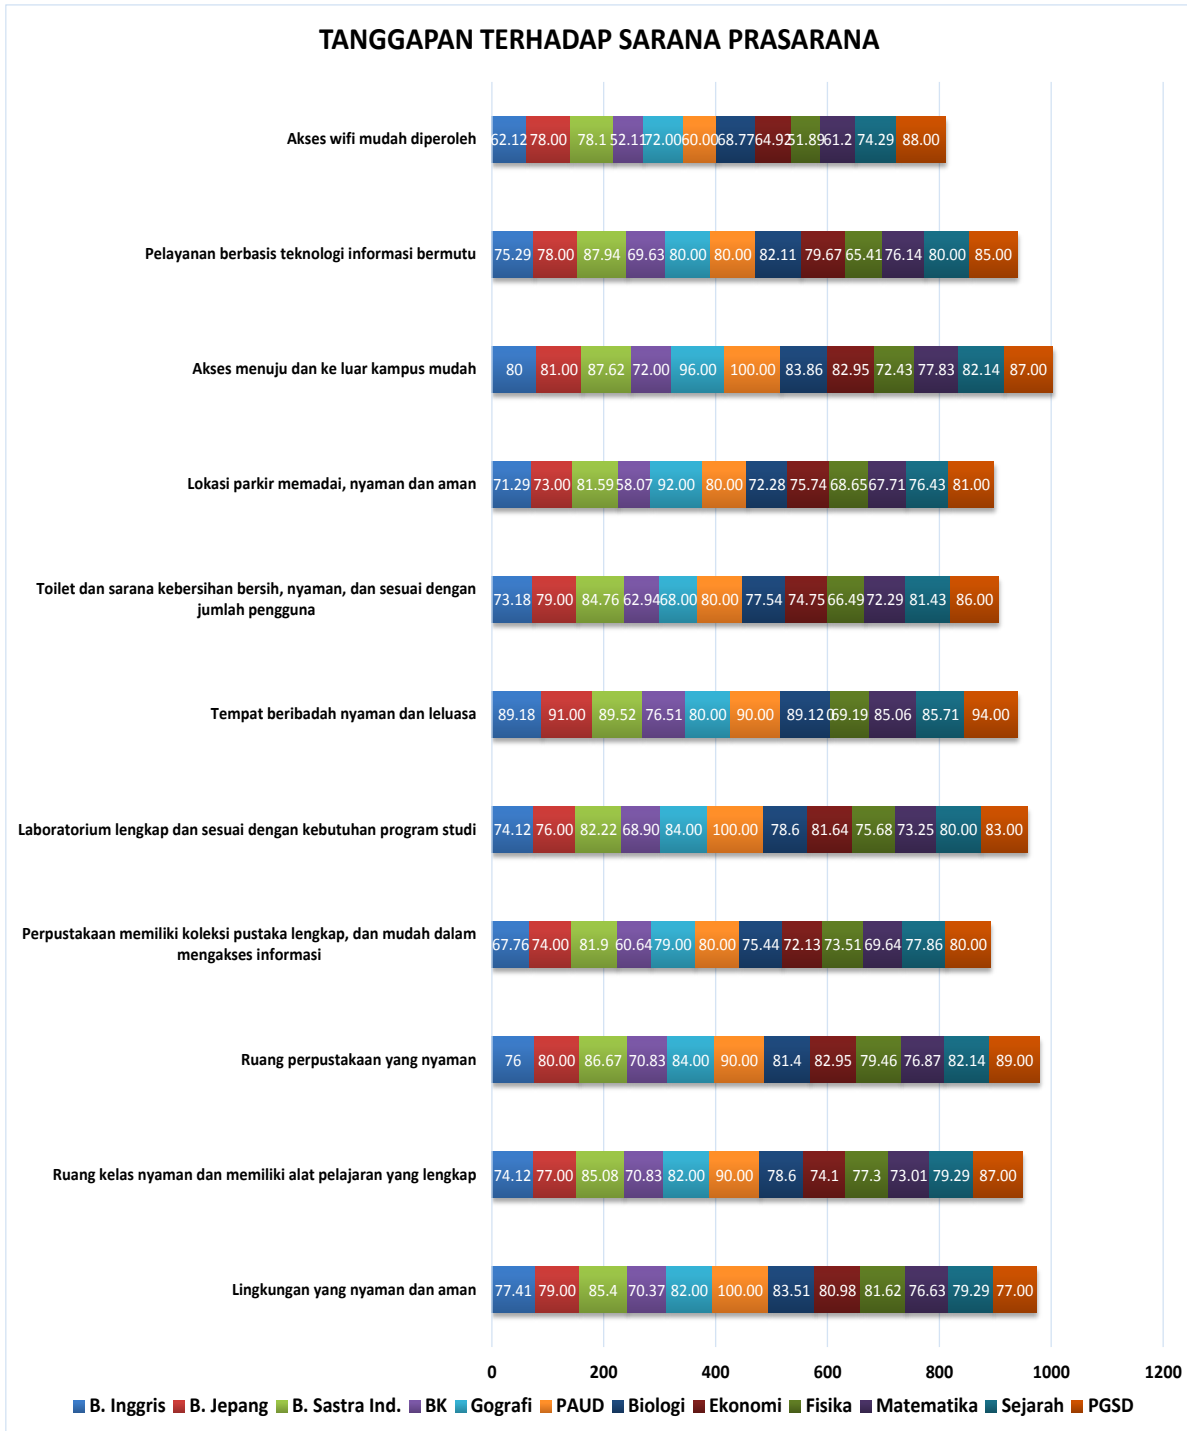 TANGGAPAN TERHADAP SARANA PRASARANA
Akses wifi mudah diperoleh
62.12 78.00 78.1 52.11 72.00 60.00 68.77 64.92 51.89 61.2 74.29 88.00
Pelayanan berbasis teknologi informasi bermutu
75.29 78.00 87.94 69.63 80.00 80.00 82.11 79.67 65.41 76.14 80.00 85.00
Akses menuju dan ke luar kampus mudah
80 81.00 87.62 72.00 96.00 100.00 83.86 82.95 72.43 77.83 82.14 87.00
Lokasi parkir memadai, nyaman dan aman
71.29 73.00 81.59 58.07 92.00 80.00 72.28 75.74 68.65 67.71 76.43 81.00
Toilet dan sarana kebersihan bersih, nyaman, dan sesuai dengan
jumlah pengguna
73.18 79.00 84.76 62.94 68.00 80.00 77.54 74.75 66.49 72.29 81.43 86.00
Tempat beribadah nyaman dan leluasa
89.18 91.00 89.52 76.51 80.00 90.00 89.12 0 69.19 85.06 85.71 94.00
Laboratorium lengkap dan sesuai dengan kebutuhan program studi
74.12 76.00 82.22 68.90 84.00 100.00 78.6 81.64 75.68 73.25 80.00 83.00
Perpustakaan memiliki koleksi pustaka lengkap, dan mudah dalam
mengakses informasi
67.76 74.00 81.9 60.64 79.00 80.00 75.44 72.13 73.51 69.64 77.86 80.00
Ruang perpustakaan yang nyaman
76 80.00 86.67 70.83 84.00 90.00 81.4 82.95 79.46 76.87 82.14 89.00
Ruang kelas nyaman dan memiliki alat pelajaran yang lengkap
74.12 77.00 85.08 70.83 82.00 90.00 78.6 74.1 77.3 73.01 79.29 87.00
Lingkungan yang nyaman dan aman
77.41 79.00 85.4 70.37 82.00 100.00 83.51 80.98 81.62 76.63 79.29 77.00
0 200 400 600 800 1000 1200
B. Inggris B. Jepang B. Sastra Ind. BK Gografi PAUD Biologi Ekonomi Fisika Matematika Sejarah PGSD